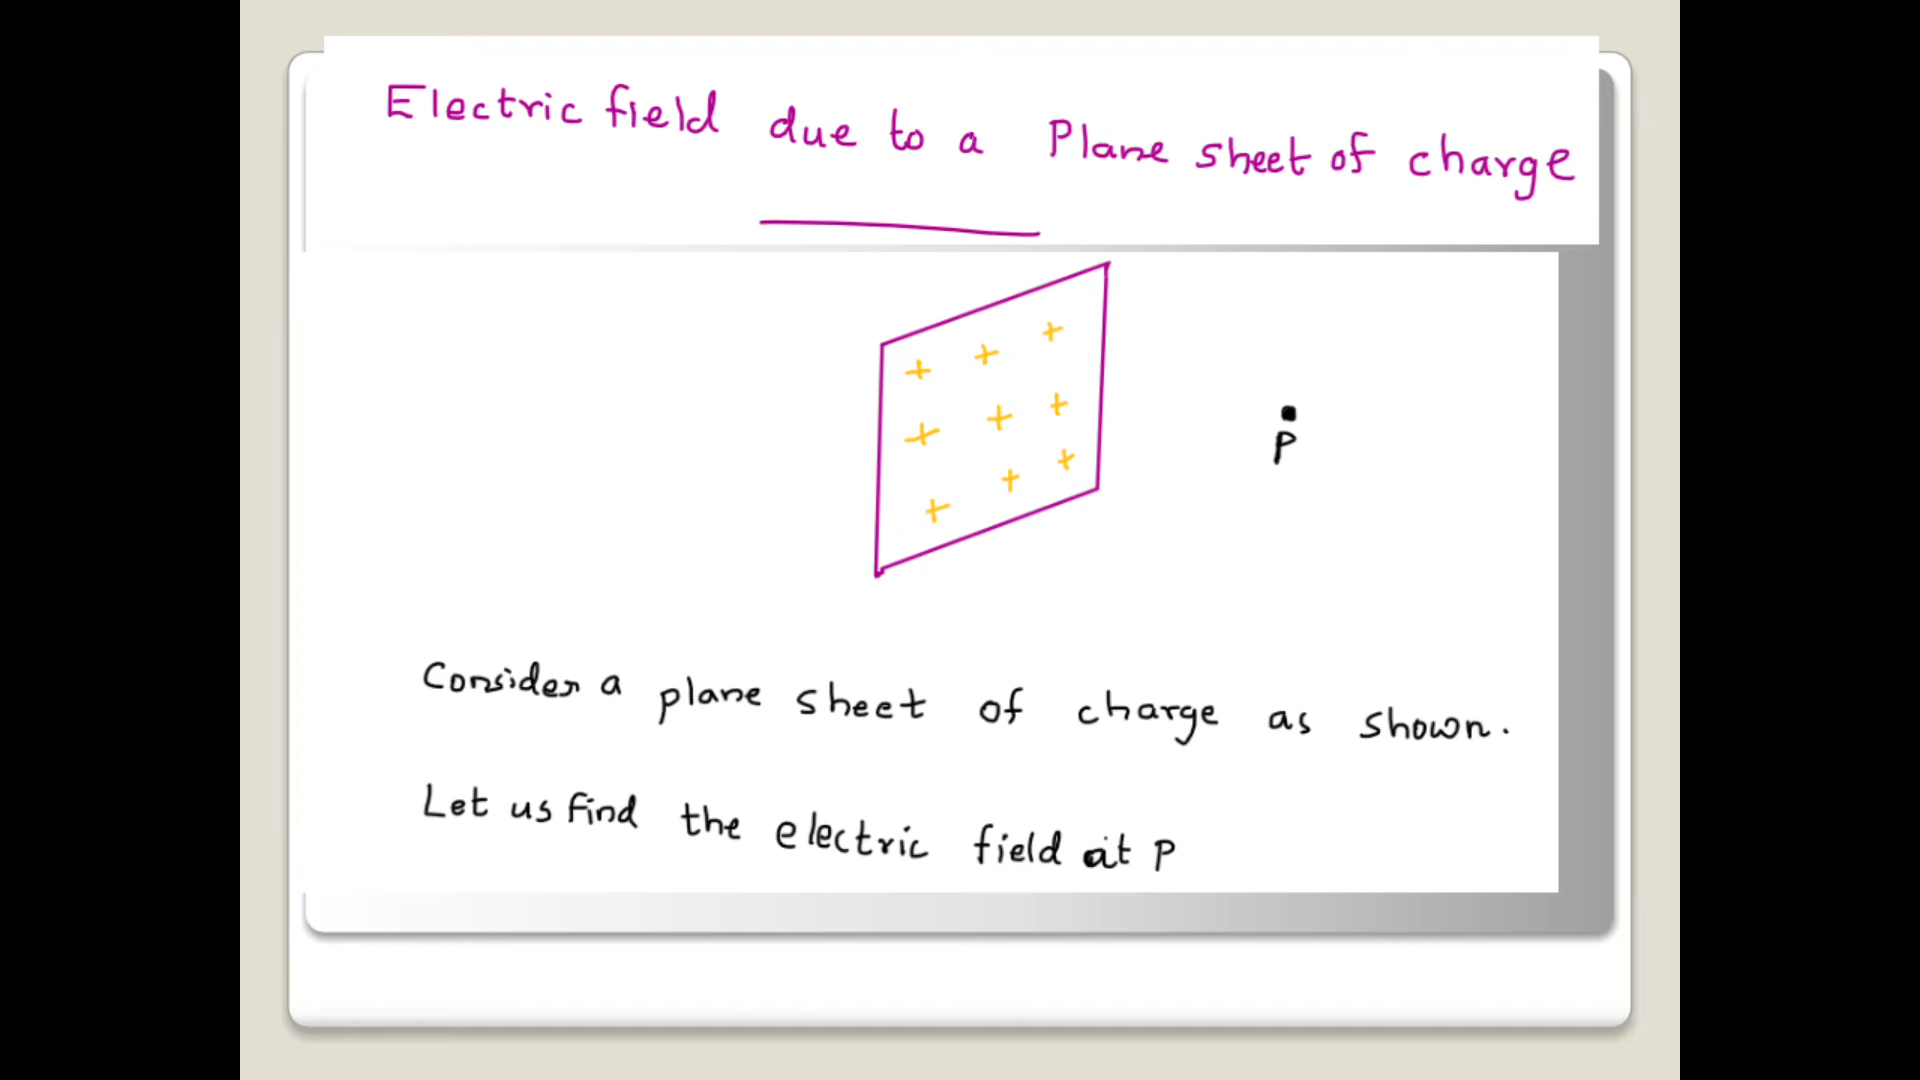 Electric field due to a Plane sheet of charge
+ + +
+ + +
+ + +
P
Consider a plane sheet of charge as shown.
Let us find the electric field at P